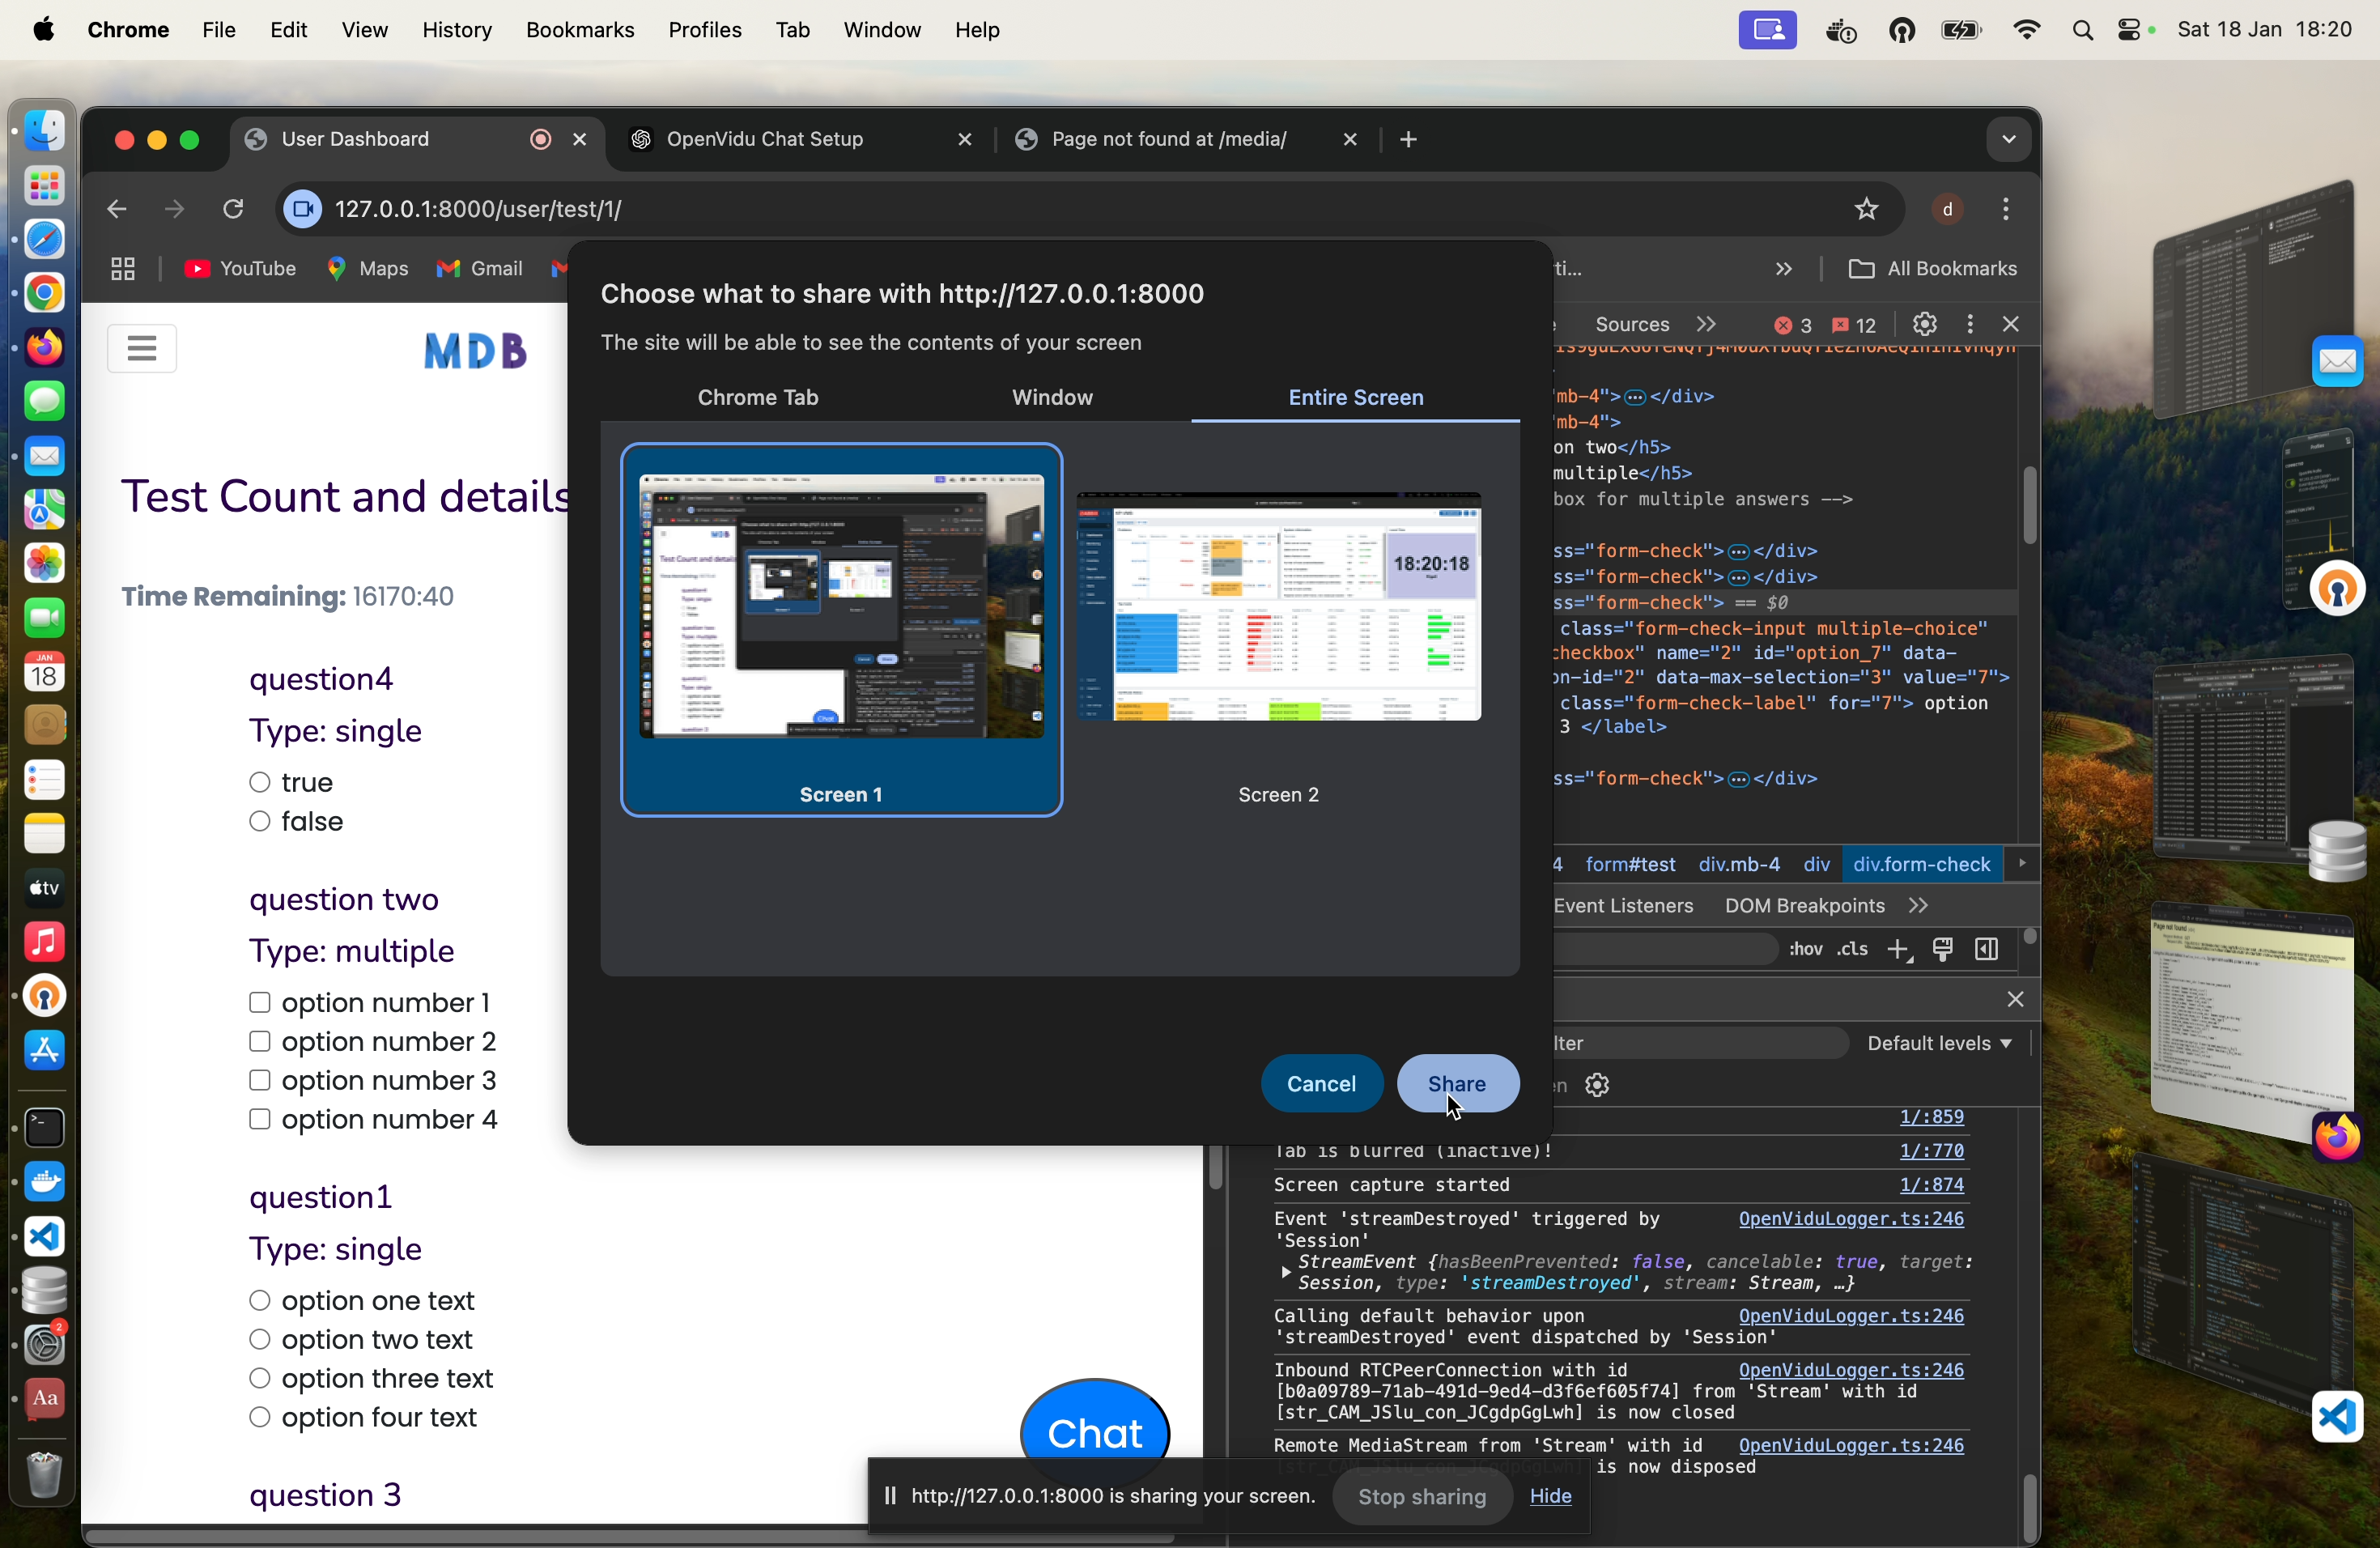 Chrome File Edit View History Bookmarks Profiles Tab Window Help
Sat 18 Jan 18:20
User Dashboard
OpenVidu Chat Setup
Page not found at /media/
127.0.0.1:8000/user/test/1/
d
YouTube
Maps
Gmail
ti...
All Bookmarks
MDB
Test Count and details
Time Remaining: 16170:40
question4
Type: single
true
false
question two
Type: multiple
option number 1
option number 2
option number 3
option number 4
question1
Type: single
option one text
option two text
option three text
option four text
question 3
Chat
Choose what to share with http://127.0.0.1:8000
The site will be able to see the contents of your screen
Chrome Tab
Window
Entire Screen
18:20:18
Screen 1
Screen 2
Cancel
Share
Sources
3
12
"mb-4"></div>
"mb-4">
on two</h5>
multiple</h5>
box for multiple answers -->
ss="form-check"></div>
ss="form-check"></div>
ss="form-check"> == $0
class="form-check-input multiple-choice"
checkbox" name="2" id="option_7" data-
on-id="2" data-max-selection="3" value="7">
class="form-check-label" for="7"> option
3 </label>
ss="form-check"></div>
4 form#test div.mb-4 div div.form-check
Event Listeners DOM Breakpoints
:hov .cls
lter
Default levels
en
1/:859
Tab is blurred (inactive)!
1/:770
Screen capture started
1/:874
Event 'streamDestroyed' triggered by
OpenViduLogger.ts:246
'Session'
StreamEvent {hasBeenPrevented: false, cancelable: true, target:
Session, type: 'streamDestroyed', stream: Stream, …}
Calling default behavior upon
OpenViduLogger.ts:246
'streamDestroyed' event dispatched by 'Session'
Inbound RTCPeerConnection with id
OpenViduLogger.ts:246
[b0a09789-71ab-491d-9ed4-d3f6ef605f74] from 'Stream' with id
[str_CAM_JSlu_con_JCgdpGgLwh] is now closed
Remote MediaStream from 'Stream' with id
OpenViduLogger.ts:246
[str_CAM_JSlu_con_JCgdpGgLwh] is now disposed
http://127.0.0.1:8000 is sharing your screen.
Stop sharing
Hide
JAN
18
tv
2
Aa